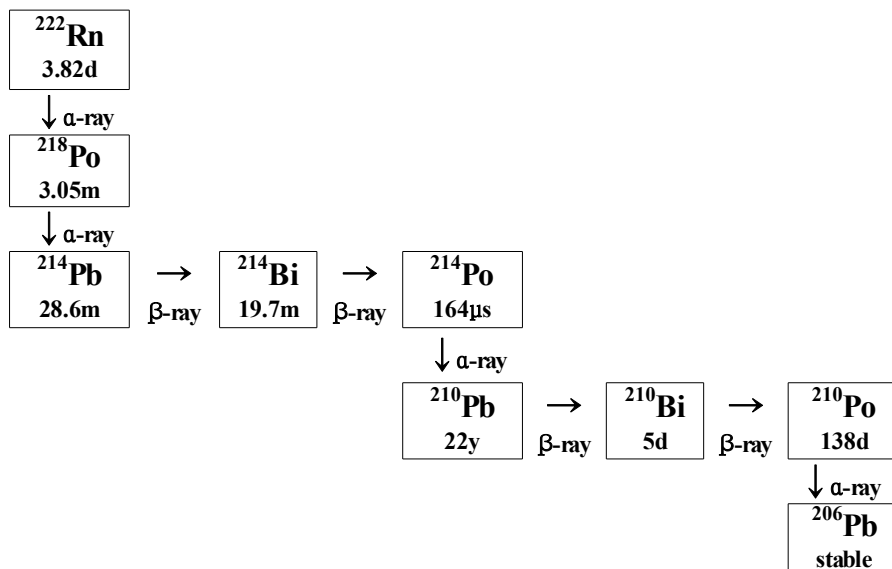 ²²²Rn
3.82d
α-ray
²¹⁸Po
3.05m
α-ray
²¹⁴Pb
28.6m
β-ray
²¹⁴Bi
19.7m
β-ray
²¹⁴Po
164µs
α-ray
²¹⁰Pb
22y
β-ray
²¹⁰Bi
5d
β-ray
²¹⁰Po
138d
α-ray
²⁰⁶Pb
stable